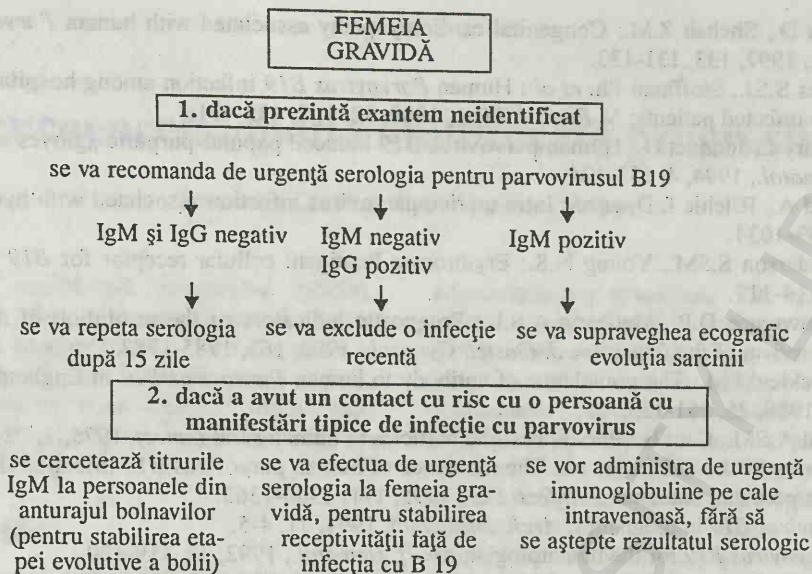 FEMEIA
GRAVIDĂ
1. dacă prezintă exantem neidentificat
se va recomanda de urgenţă serologia pentru parvovirusul B19
IgM şi IgG negativ
IgM negativ
IgG pozitiv
IgM pozitiv
se va repeta serologia
după 15 zile
se va exclude o infecţie
recentă
se va supraveghea ecografic
evoluţia sarcinii
2. dacă a avut un contact cu risc cu o persoană cu
manifestări tipice de infecţie cu parvovirus
se cercetează titrurile
IgM la persoanele din
anturajul bolnavilor
(pentru stabilirea eta-
pei evolutive a bolii)
se va efectua de urgenţă
serologia la femeia gra-
vidă, pentru stabilirea
receptivităţii faţă de
infecţia cu B 19
se vor administra de urgenţă
imunoglobuline pe cale
intravenoasă, fără să
se aştepte rezultatul serologic